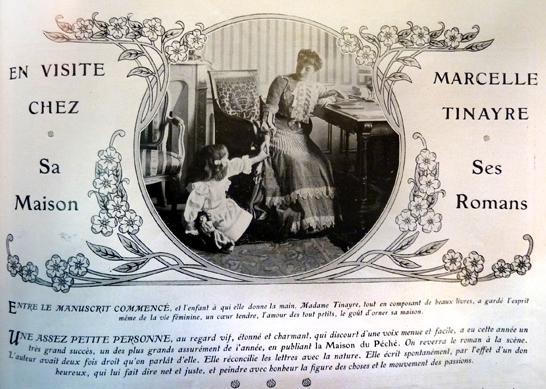 EN VISITE
CHEZ
Sa
Maison
MARCELLE
TINAYRE
Ses
Romans
ENTRE LE MANUSCRIT COMMENCÉ, et l'enfant à qui elle donne la main, Madame Tinayre, tout en composant de beaux livres, a gardé l'esprit
même de la vie féminine, un cœur tendre, l'amour des tout petits, le goût d'orner sa maison.
UNE ASSEZ PETITE PERSONNE, au regard vif, étonné et charmant, qui discourt d'une voix menue et facile, a eu cette année un
très grand succès, un des plus grands assurément de l'année, en publiant la Maison du Péché. On reverra le roman à la scène.
L'auteur avait deux fois droit qu'on parlât d'elle. Elle réconcilie les lettres avec la nature. Elle écrit spontanément, par l'effet d'un don
heureux, qui lui fait dire net et juste, et peindre avec bonheur la figure des choses et le mouvement des passions.